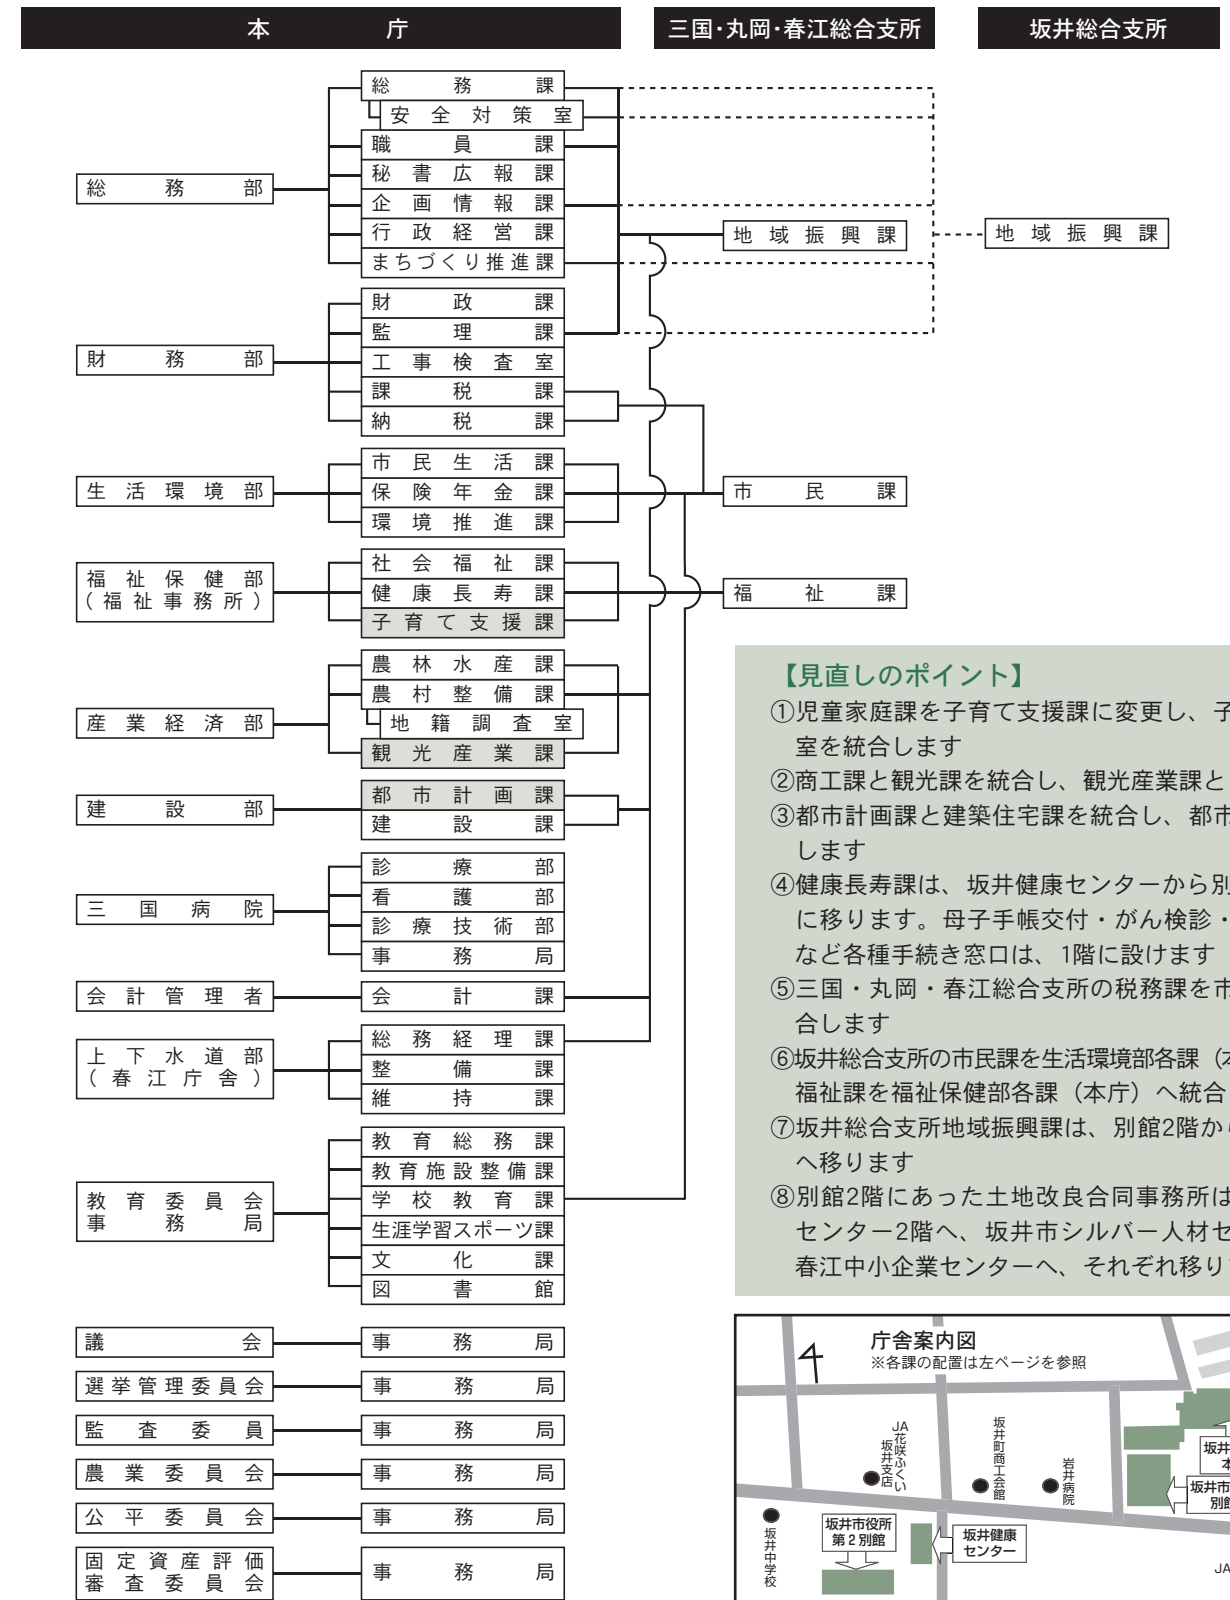 本庁
三国・丸岡・春江総合支所
坂井総合支所
総務部
総務課
安全対策室
職員課
秘書広報課
企画情報課
行政経営課
まちづくり推進課
地域振興課
地域振興課
財務部
財政課
監理課
工事検査室
課税課
納税課
生活環境部
市民生活課
保険年金課
環境推進課
市民課
福祉保健部
(福祉事務所)
社会福祉課
健康長寿課
子育て支援課
福祉課
産業経済部
農林水産課
農村整備課
地籍調査室
観光産業課
建設部
都市計画課
建設課
三国病院
診療部
看護部
診療技術部
事務局
会計管理者
会計課
上下水道部
(春江庁舎)
総務経理課
整備課
維持課
教育委員会
事務局
教育総務課
教育施設整備課
学校教育課
生涯学習スポーツ課
文化課
図書館
議会
事務局
選挙管理委員会
事務局
監査委員
事務局
農業委員会
事務局
公平委員会
事務局
固定資産評価
審査委員会
事務局
【見直しのポイント】
①児童家庭課を子育て支援課に変更し、子
室を統合します
②商工課と観光課を統合し、観光産業課と
③都市計画課と建築住宅課を統合し、都市
します
④健康長寿課は、坂井健康センターから別
に移ります。母子手帳交付・がん検診・
など各種手続き窓口は、1階に設けます
⑤三国・丸岡・春江総合支所の税務課を市
合します
⑥坂井総合支所の市民課を生活環境部各課（本
福祉課を福祉保健部各課（本庁）へ統合
⑦坂井総合支所地域振興課は、別館2階か
へ移ります
⑧別館2階にあった土地改良合同事務所は
センター2階へ、坂井市シルバー人材セ
春江中小企業センターへ、それぞれ移り
庁舎案内図
※各課の配置は左ページを参照
JA花咲ふくい
坂井支店
坂井町商工会館
岩井病院
坂井
本
坂井市
別館
坂井中学校
坂井市役所
第2別館
坂井健康
センター
JA